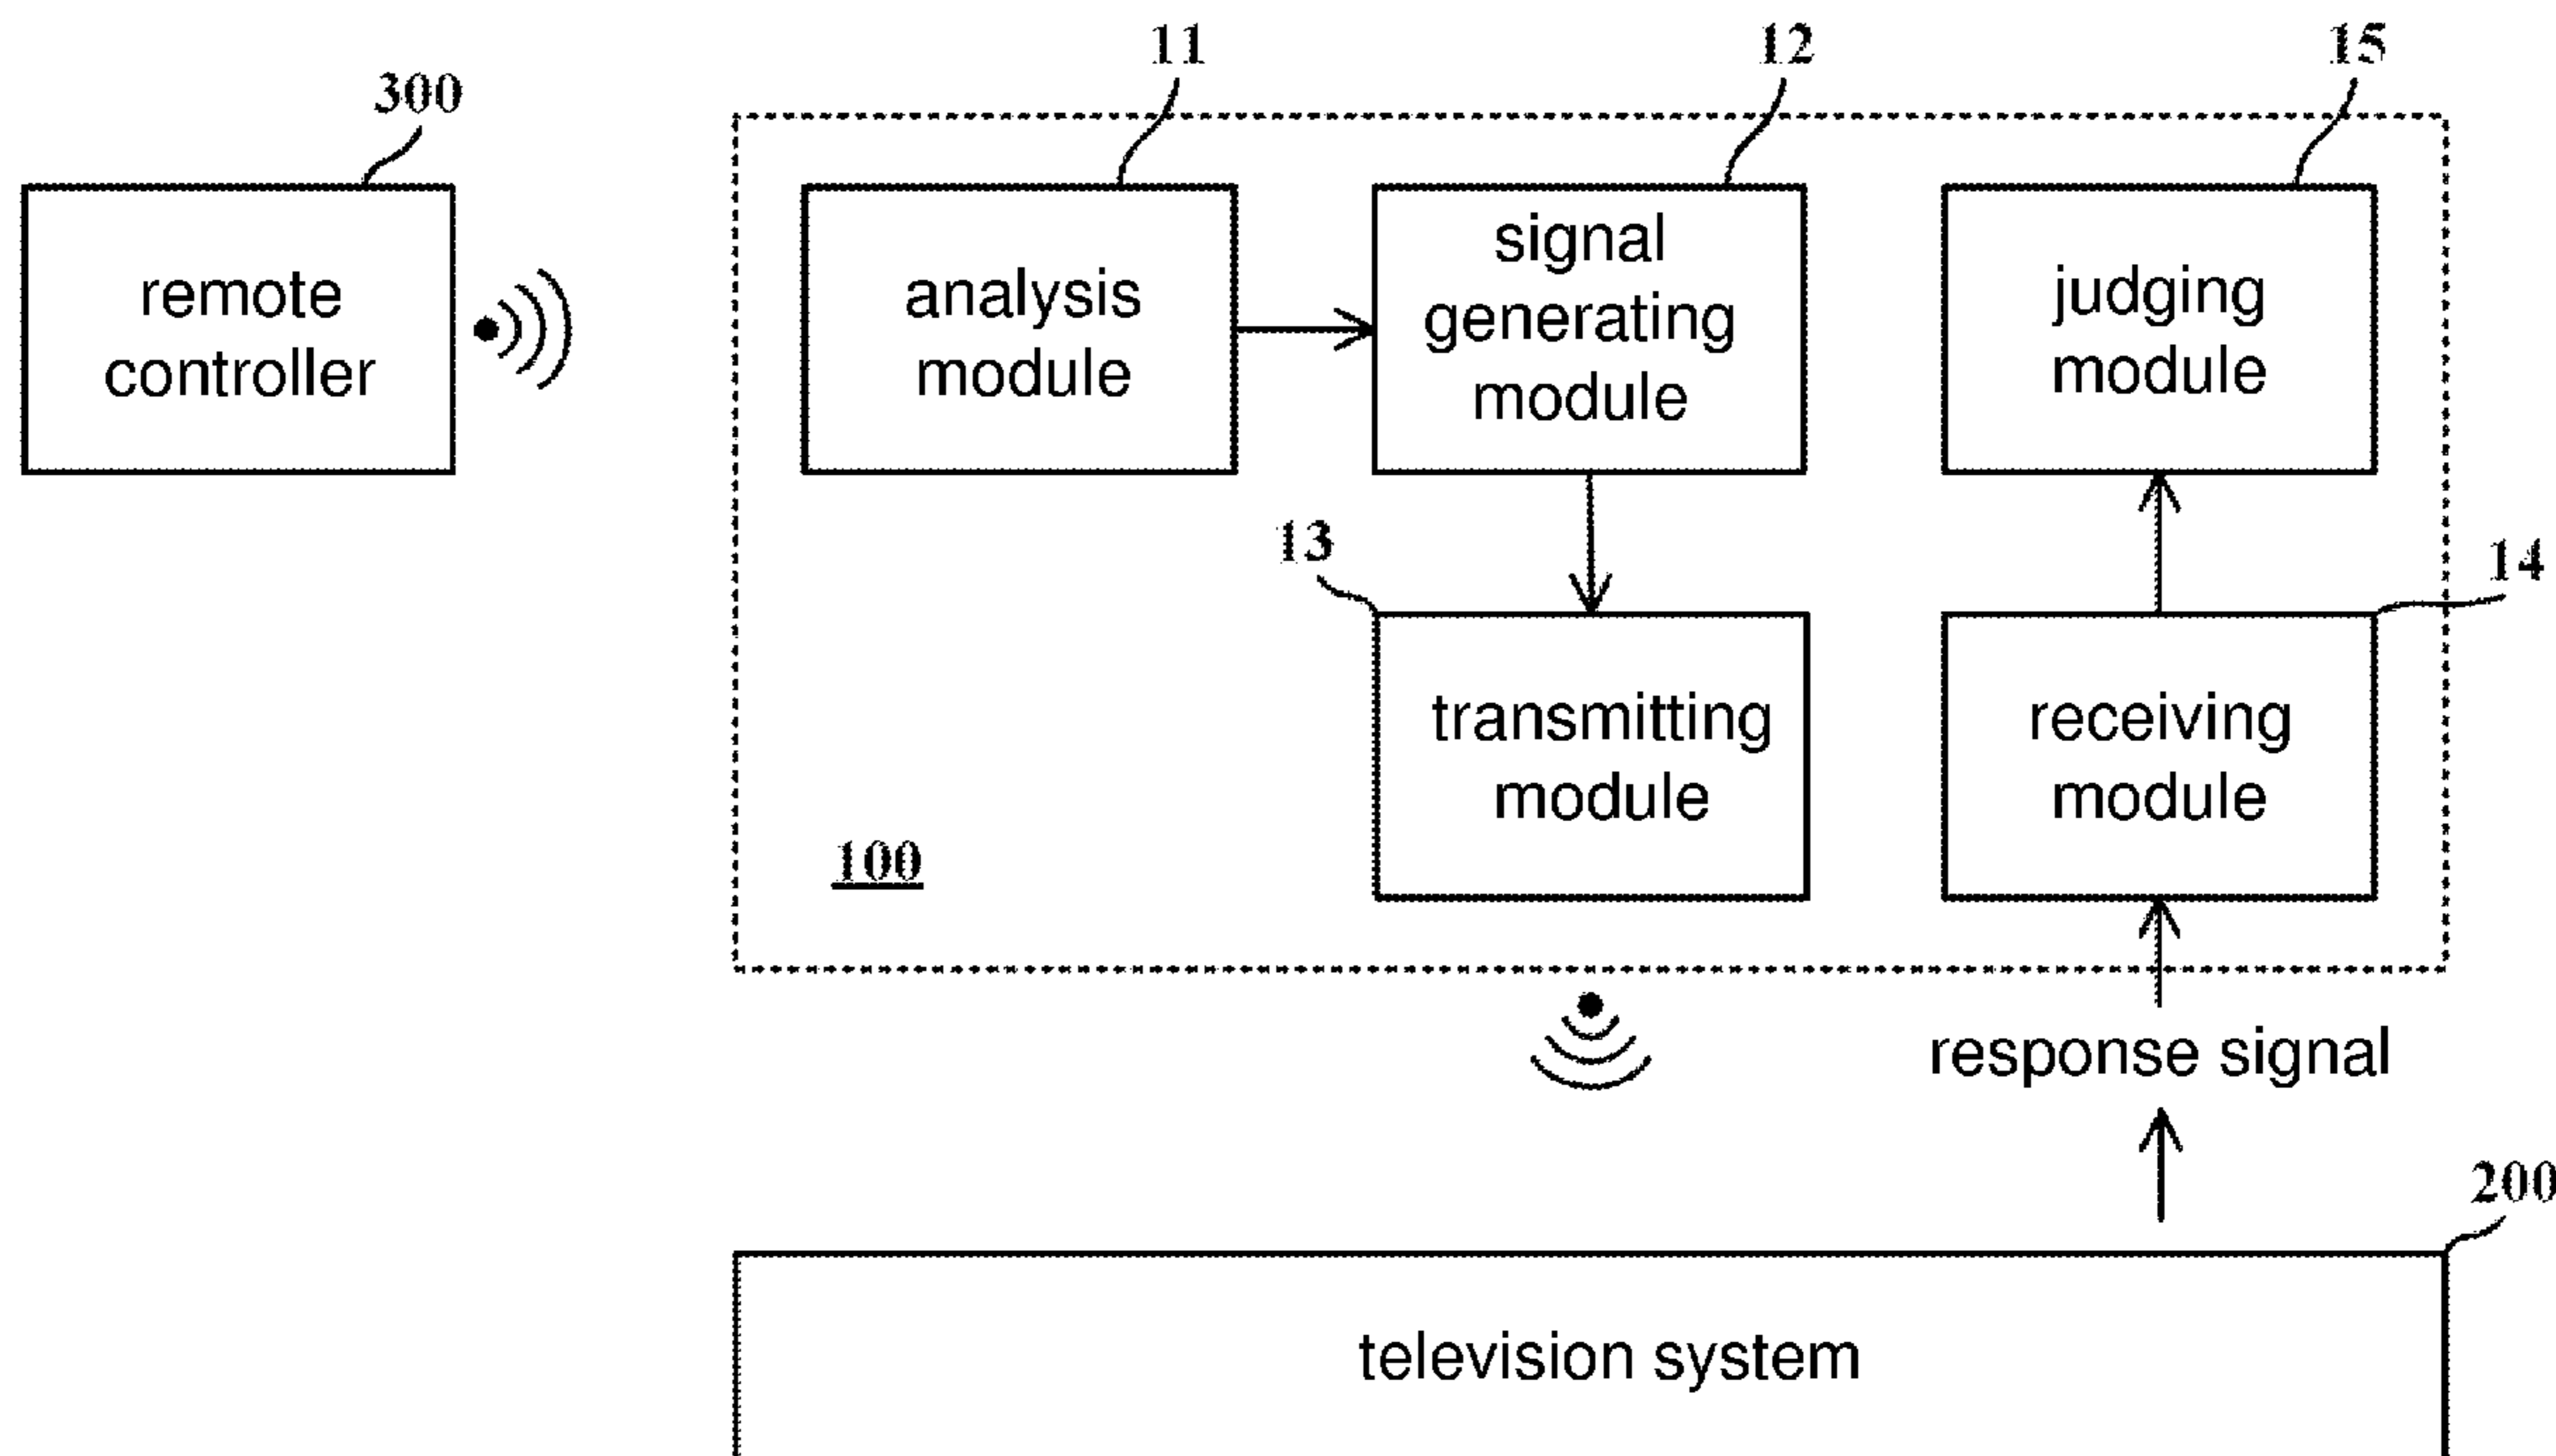 11
12
15
300
remote
controller
analysis
module
signal
generating
module
judging
module
13
14
transmitting
module
receiving
module
100
response signal
200
television system